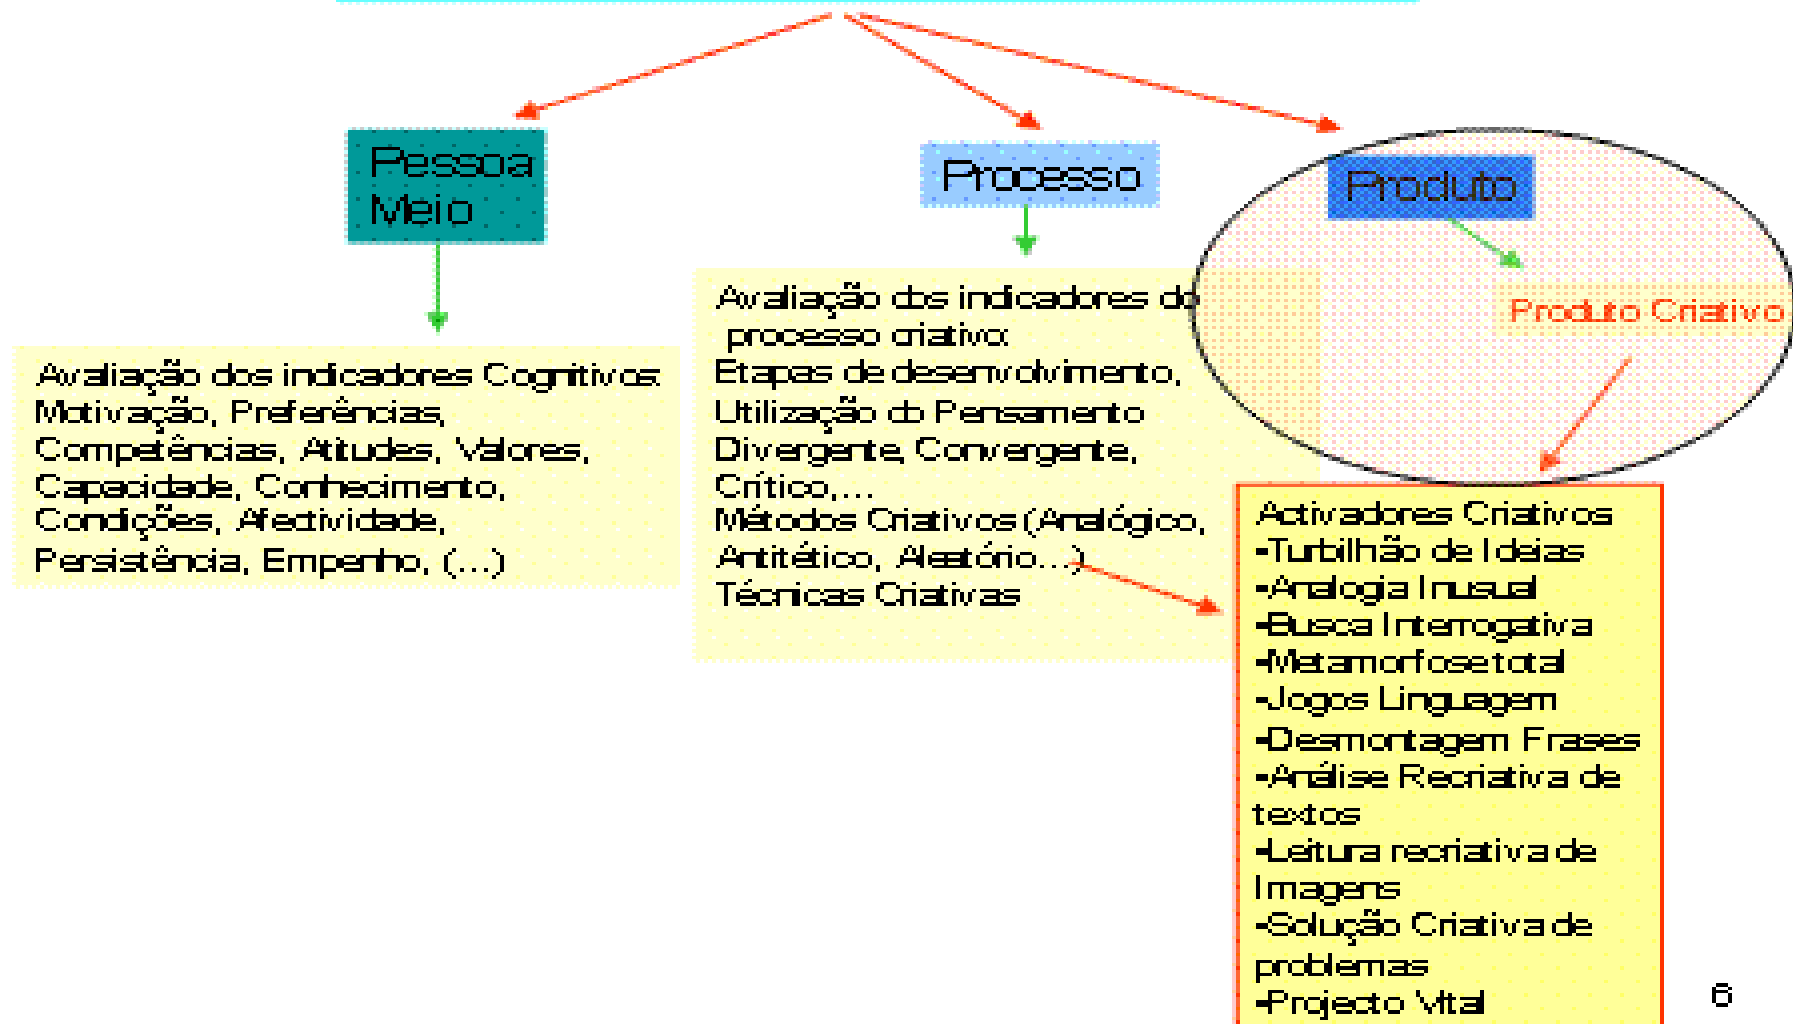 Pessoa
Meio
Processo
Produto
Produto Criativo
Avaliação dos indicadores Cognitivos:
Motivação, Preferências,
Competências, Atitudes, Valores,
Capacidade, Conhecimento,
Condições, Afectividade,
Persistência, Empenho, (...)
Avaliação dos indicadores do
processo criativo:
Etapas de desenvolvimento,
Utilização do Pensamento
Divergente, Convergente,
Crítico,...
Métodos Criativos (Analógico,
Antitético, Aleatório...)
Técnicas Criativas
Activadores Criativos
•Turbilhão de Ideias
•Analogia Inusual
•Busca Interrogativa
•Metamorfose total
•Jogos Linguagem
•Desmontagem Frases
•Análise Recriativa de
textos
•Leitura recriativa de
Imagens
•Solução Criativa de
problemas
•Projecto Vital
6